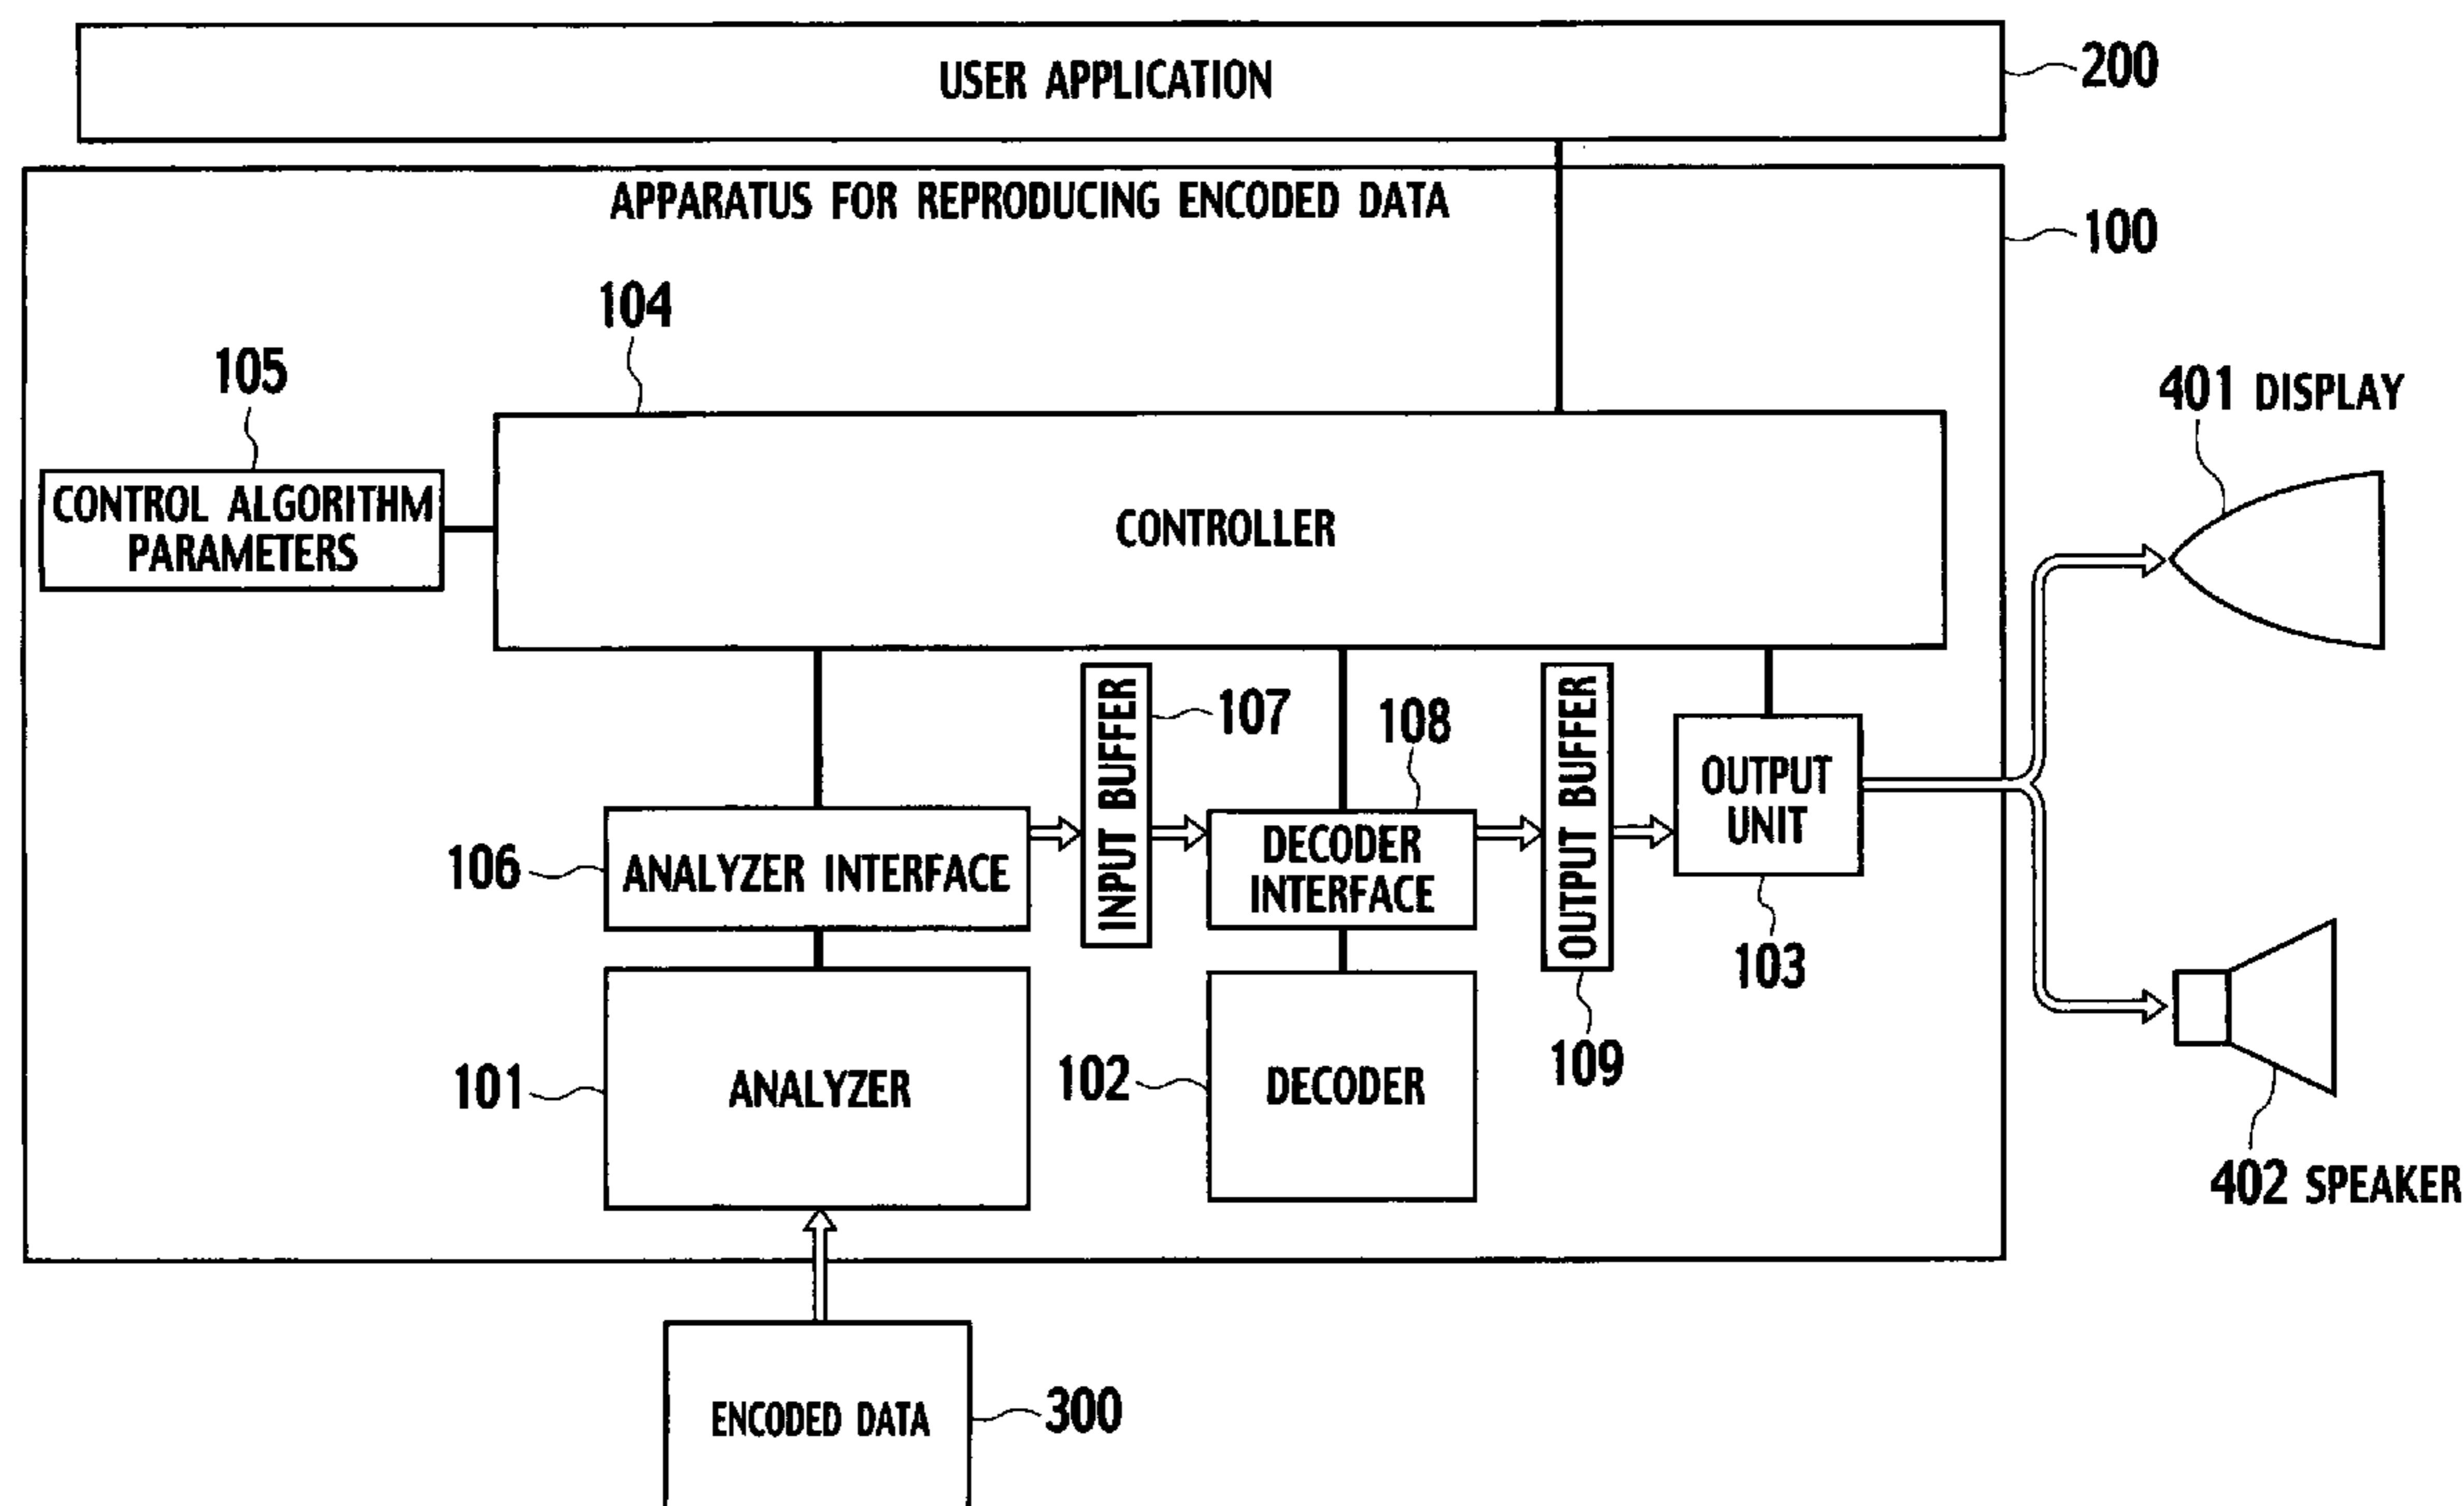 USER APPLICATION
200
APPARATUS FOR REPRODUCING ENCODED DATA
100
104
105
401 DISPLAY
CONTROL ALGORITHM
PARAMETERS
CONTROLLER
INPUT BUFFER
107
108
OUTPUT BUFFER
OUTPUT
UNIT
106
ANALYZER INTERFACE
DECODER
INTERFACE
103
101
ANALYZER
102
DECODER
109
402 SPEAKER
ENCODED DATA
300